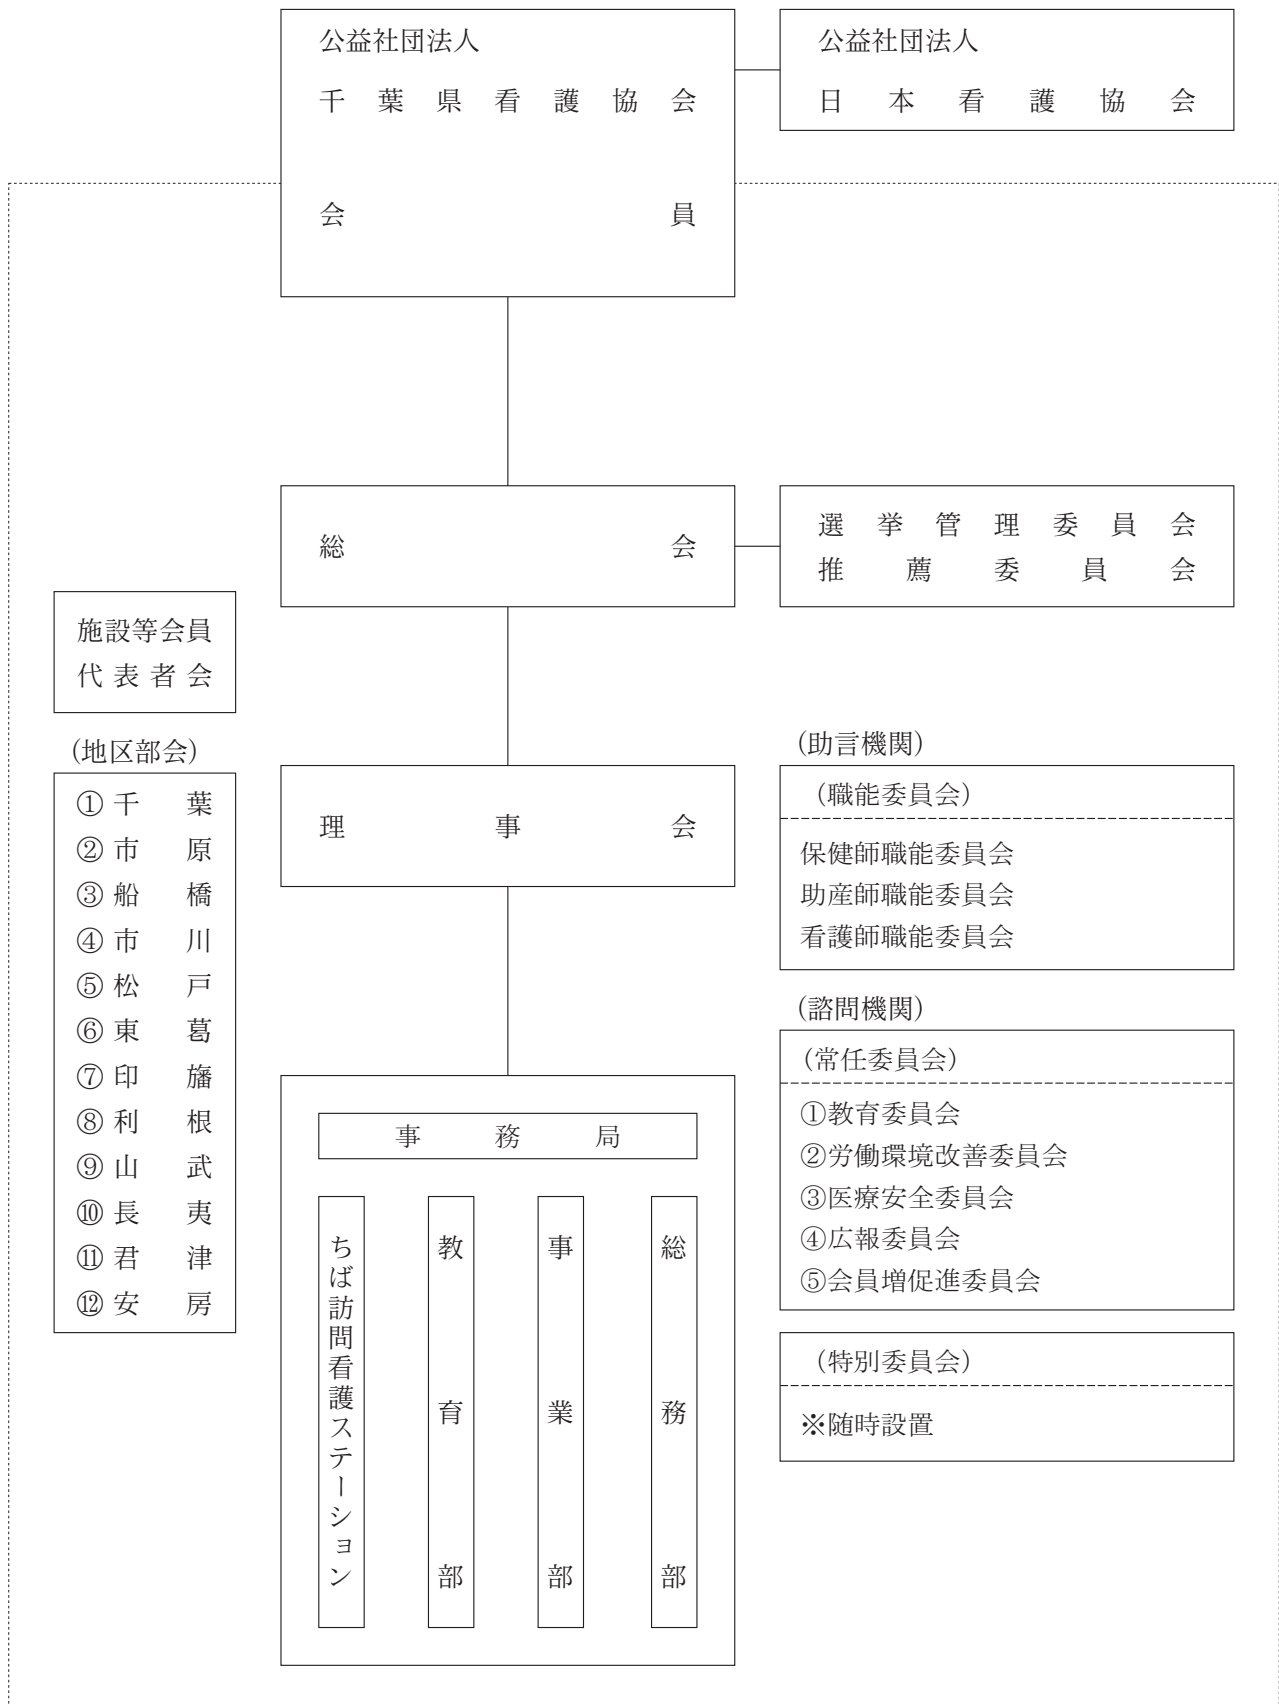 公益社団法人
千葉県看護協会
会員
公益社団法人
日本看護協会
総会
選挙管理委員会
推薦委員会
施設等会員
代表者会
(地区部会)
①千葉
②市原
③船橋
④市川
⑤松戸
⑥東葛
⑦印旛
⑧利根
⑨山武
⑩長夷
⑪君津
⑫安房
理事会
(助言機関)
(職能委員会)
保健師職能委員会
助産師職能委員会
看護師職能委員会
(諮問機関)
(常任委員会)
①教育委員会
②労働環境改善委員会
③医療安全委員会
④広報委員会
⑤会員増促進委員会
(特別委員会)
※随時設置
事務局
ちば訪問看護ステーション
教育部
事業部
総務部